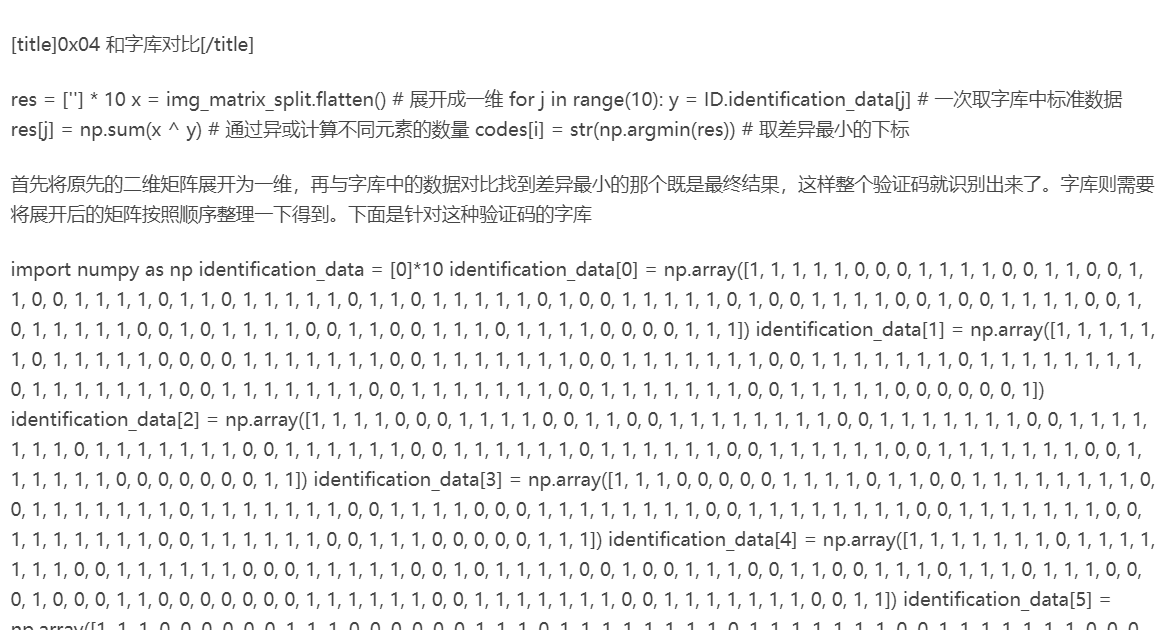 [title]0x04 和字库对比[/title]
res = [''] * 10 x = img_matrix_split.flatten() # 展开成一维 for j in range(10): y = ID.identification_data[j] # 一次取字库中标准数据
res[j] = np.sum(x ^ y) # 通过异或计算不同元素的数量 codes[i] = str(np.argmin(res)) # 取差异最小的下标
首先将原先的二维矩阵展开为一维，再与字库中的数据对比找到差异最小的那个既是最终结果，这样整个验证码就识别出来了。字库则需要
将展开后的矩阵按照顺序整理一下得到。下面是针对这种验证码的字库
import numpy as np identification_data = [0]*10 identification_data[0] = np.array([1, 1, 1, 1, 1, 0, 0, 0, 1, 1, 1, 1, 0, 0, 1, 1, 0, 0, 1,
1, 0, 0, 1, 1, 1, 1, 0, 1, 1, 0, 1, 1, 1, 1, 1, 0, 1, 1, 0, 1, 1, 1, 1, 1, 0, 1, 0, 0, 1, 1, 1, 1, 1, 0, 1, 0, 0, 1, 1, 1, 1, 0, 0, 1, 0, 0, 1, 1, 1, 1, 0, 0, 1,
0, 1, 1, 1, 1, 1, 0, 0, 1, 0, 1, 1, 1, 1, 0, 0, 1, 1, 0, 0, 1, 1, 1, 0, 1, 1, 1, 1, 0, 0, 0, 0, 1, 1, 1]) identification_data[1] = np.array([1, 1, 1, 1, 1, 1,
1, 0, 1, 1, 1, 1, 1, 0, 0, 0, 0, 1, 1, 1, 1, 1, 1, 1, 0, 0, 1, 1, 1, 1, 1, 1, 1, 0, 0, 1, 1, 1, 1, 1, 1, 1, 0, 0, 1, 1, 1, 1, 1, 1, 1, 0, 1, 1, 1, 1, 1, 1, 1, 1,
0, 1, 1, 1, 1, 1, 1, 1, 0, 0, 1, 1, 1, 1, 1, 1, 1, 0, 0, 1, 1, 1, 1, 1, 1, 1, 0, 0, 1, 1, 1, 1, 1, 1, 1, 0, 0, 1, 1, 1, 1, 1, 0, 0, 0, 0, 0, 0, 1])
identification_data[2] = np.array([1, 1, 1, 1, 0, 0, 0, 1, 1, 1, 1, 0, 0, 1, 1, 0, 0, 1, 1, 1, 1, 1, 1, 1, 1, 0, 0, 1, 1, 1, 1, 1, 1, 1, 0, 0, 1, 1, 1, 1,
1, 1, 1, 0, 1, 1, 1, 1, 1, 1, 1, 0, 0, 1, 1, 1, 1, 1, 1, 0, 0, 1, 1, 1, 1, 1, 1, 0, 1, 1, 1, 1, 1, 1, 0, 0, 1, 1, 1, 1, 1, 1, 0, 0, 1, 1, 1, 1, 1, 1, 0, 0, 1,
1, 1, 1, 1, 1, 0, 0, 0, 0, 0, 0, 0, 1, 1]) identification_data[3] = np.array([1, 1, 1, 0, 0, 0, 0, 0, 1, 1, 1, 1, 0, 1, 1, 0, 0, 1, 1, 1, 1, 1, 1, 1, 1, 0,
0, 1, 1, 1, 1, 1, 1, 1, 0, 1, 1, 1, 1, 1, 1, 1, 0, 0, 1, 1, 1, 1, 0, 0, 0, 1, 1, 1, 1, 1, 1, 1, 1, 0, 0, 1, 1, 1, 1, 1, 1, 1, 1, 0, 0, 1, 1, 1, 1, 1, 1, 1, 0, 0,
1, 1, 1, 1, 1, 1, 1, 0, 0, 1, 1, 1, 1, 1, 1, 0, 0, 1, 1, 1, 0, 0, 0, 0, 0, 1, 1, 1]) identification_data[4] = np.array([1, 1, 1, 1, 1, 1, 1, 0, 1, 1, 1, 1,
1, 1, 1, 0, 0, 1, 1, 1, 1, 1, 1, 0, 0, 0, 1, 1, 1, 1, 1, 0, 0, 1, 0, 1, 1, 1, 1, 0, 0, 1, 0, 0, 1, 1, 1, 0, 0, 1, 1, 0, 0, 1, 1, 1, 0, 1, 1, 1, 0, 1, 1, 1, 0, 0, 0,
0, 1, 0, 0, 0, 1, 1, 0, 0, 0, 0, 0, 0, 0, 0, 1, 1, 1, 1, 1, 1, 0, 0, 1, 1, 1, 1, 1, 1, 1, 0, 0, 1, 1, 1, 1, 1, 1, 1, 0, 0, 1, 1]) identification_data[5] =